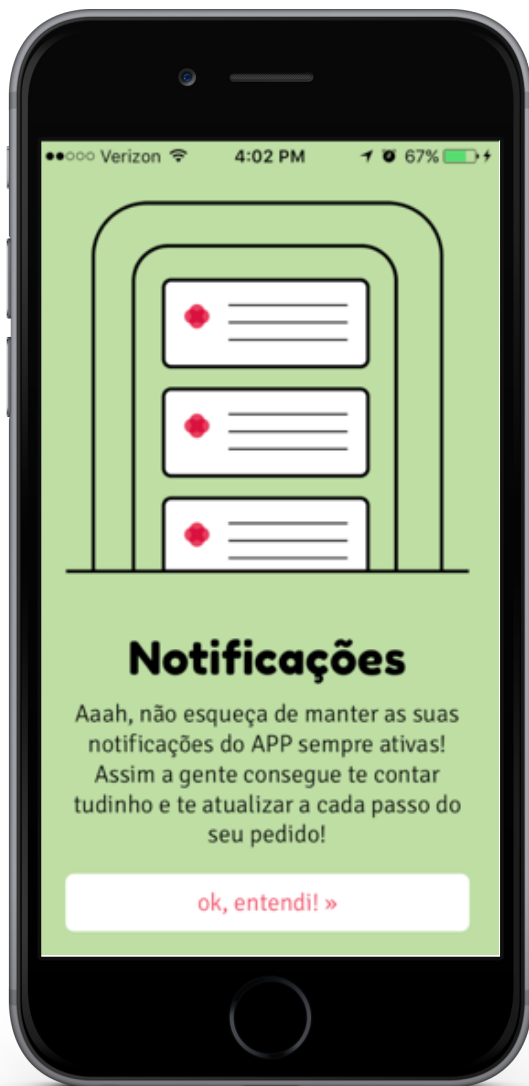 Verizon 4:02 PM 67%
Notificações
Aaah, não esqueça de manter as suas
notificações do APP sempre ativas!
Assim a gente consegue te contar
tudinho e te atualizar a cada passo do
seu pedido!
ok, entendi! »